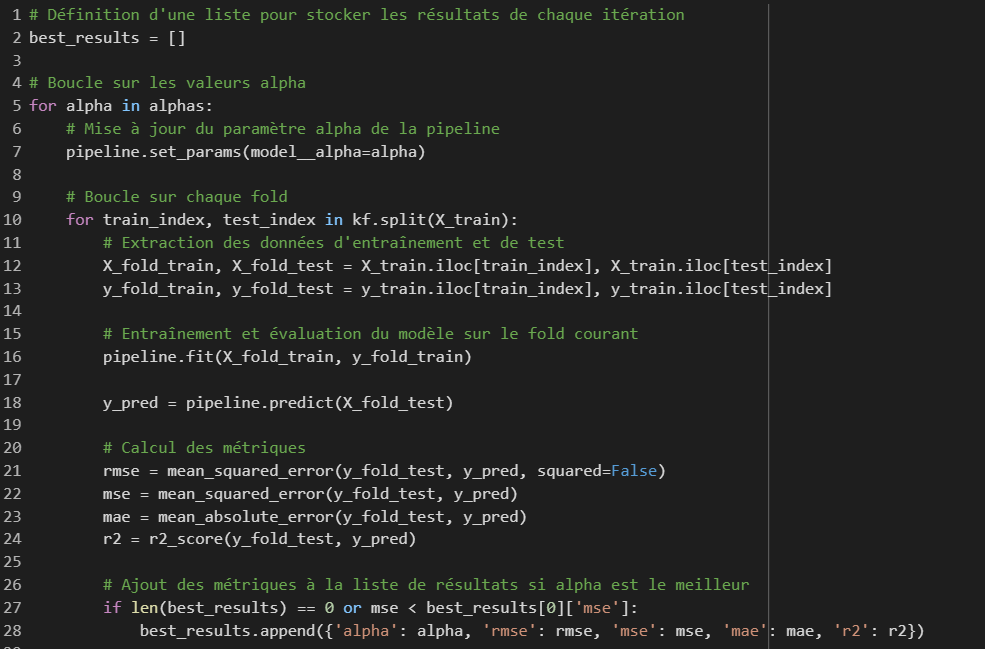 1 # Définition d'une liste pour stocker les résultats de chaque itération
2 best_results = []
3
4 # Boucle sur les valeurs alpha
5 for alpha in alphas:
6     # Mise à jour du paramètre alpha de la pipeline
7     pipeline.set_params(model__alpha=alpha)
8
9     # Boucle sur chaque fold
10     for train_index, test_index in kf.split(X_train):
11         # Extraction des données d'entraînement et de test
12         X_fold_train, X_fold_test = X_train.iloc[train_index], X_train.iloc[test_index]
13         y_fold_train, y_fold_test = y_train.iloc[train_index], y_train.iloc[test_index]
14
15         # Entraînement et évaluation du modèle sur le fold courant
16         pipeline.fit(X_fold_train, y_fold_train)
17
18         y_pred = pipeline.predict(X_fold_test)
19
20         # Calcul des métriques
21         rmse = mean_squared_error(y_fold_test, y_pred, squared=False)
22         mse = mean_squared_error(y_fold_test, y_pred)
23         mae = mean_absolute_error(y_fold_test, y_pred)
24         r2 = r2_score(y_fold_test, y_pred)
25
26         # Ajout des métriques à la liste de résultats si alpha est le meilleur
27         if len(best_results) == 0 or mse < best_results[0]['mse']:
28             best_results.append({'alpha': alpha, 'rmse': rmse, 'mse': mse, 'mae': mae, 'r2': r2})